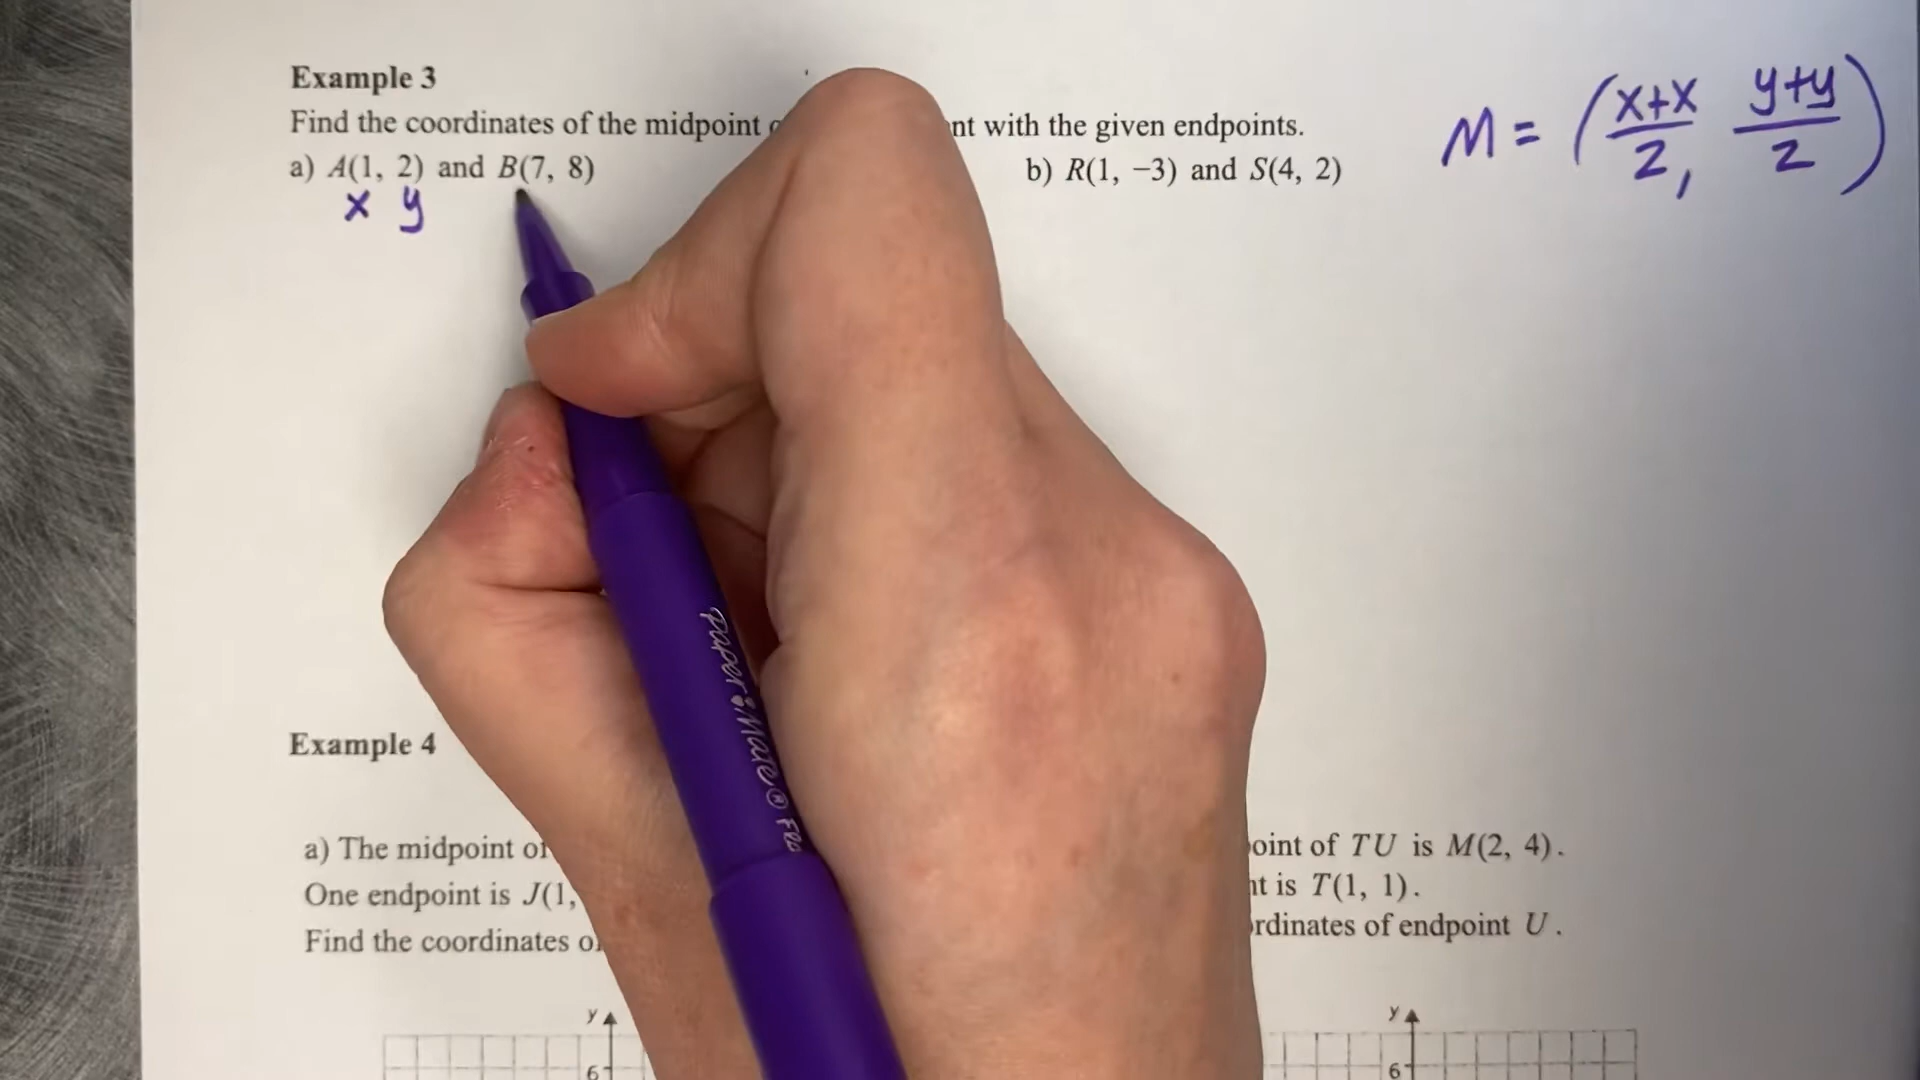 Example 3
Find the coordinates of the midpoint nt with the given endpoints.
a) A(1, 2) and B(7, 8)
x y
b) R(1, −3) and S(4, 2)
M = (x+x/2, y+y/2)
Paper:Mate® Fla
Example 4
a) The midpoint of
One endpoint is J(1,
Find the coordinates o
oint of TU is M(2, 4).
nt is T(1, 1).
rdinates of endpoint U.
y
6
y
6